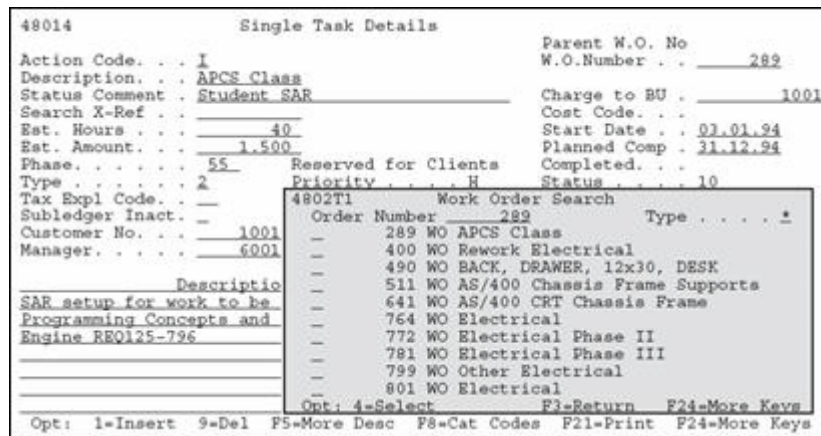 48014 Single Task Details
Parent W.O. No
Action Code. . . I W.O.Number . . 289
Description. . . APCS Class
Status Comment . Student SAR Charge to BU . 1001
Search X-Ref . . Cost Code. . .
Est. Hours . . . 40 Start Date . . 03.01.94
Est. Amount. . . 1.500 Planned Comp . 31.12.94
Phase. . . . . . 55 Reserved for Clients Completed. . .
Type . . . . . . 2 Priority . . . . H Status . . . . 10
Tax Expl Code. .
Subledger Inact.
Customer No. . . 1001
Manager. . . . . 6001
Descriptio
SAR setup for work to be
Programming Concepts and
Engine REQ125-796
4802T1 Work Order Search
Order Number 289 Type . . . . *
289 WO APCS Class
400 WO Rework Electrical
490 WO BACK, DRAWER, 12x30, DESK
511 WO AS/400 Chassis Frame Supports
641 WO AS/400 CRT Chassis Frame
764 WO Electrical
772 WO Electrical Phase II
781 WO Electrical Phase III
799 WO Other Electrical
801 WO Electrical
Opt: 4=Select F3=Return F24=More Keys
Opt: 1=Insert 9=Del F5=More Desc F8=Cat Codes F21=Print F24=More Keys